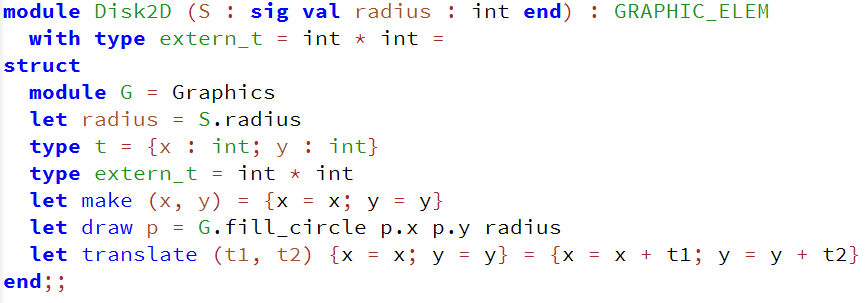 module Disk2D (S : sig val radius : int end) : GRAPHIC_ELEM
  with type extern_t = int * int =
struct
  module G = Graphics
  let radius = S.radius
  type t = {x : int; y : int}
  type extern_t = int * int
  let make (x, y) = {x = x; y = y}
  let draw p = G.fill_circle p.x p.y radius
  let translate (t1, t2) {x = x; y = y} = {x = x + t1; y = y + t2}
end;;